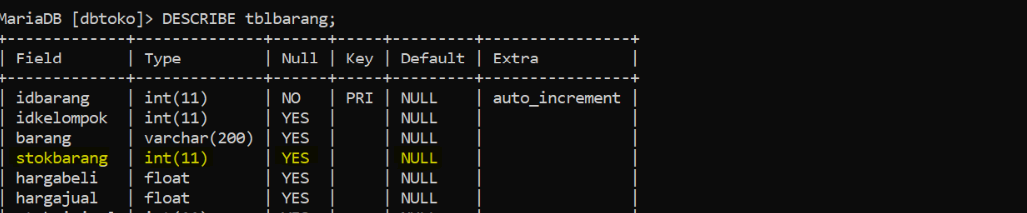 MariaDB [dbtoko]> DESCRIBE tblbarang;
+------------+--------------+------+-----+---------+----------------+
| Field      | Type         | Null | Key | Default | Extra          |
+------------+--------------+------+-----+---------+----------------+
| idbarang   | int(11)      | NO   | PRI | NULL    | auto_increment |
| idkelompok | int(11)      | YES  |     | NULL    |                |
| barang     | varchar(200) | YES  |     | NULL    |                |
| stokbarang | int(11)      | YES  |     | NULL    |                |
| hargabeli  | float        | YES  |     | NULL    |                |
| hargajual  | float        | YES  |     | NULL    |                |